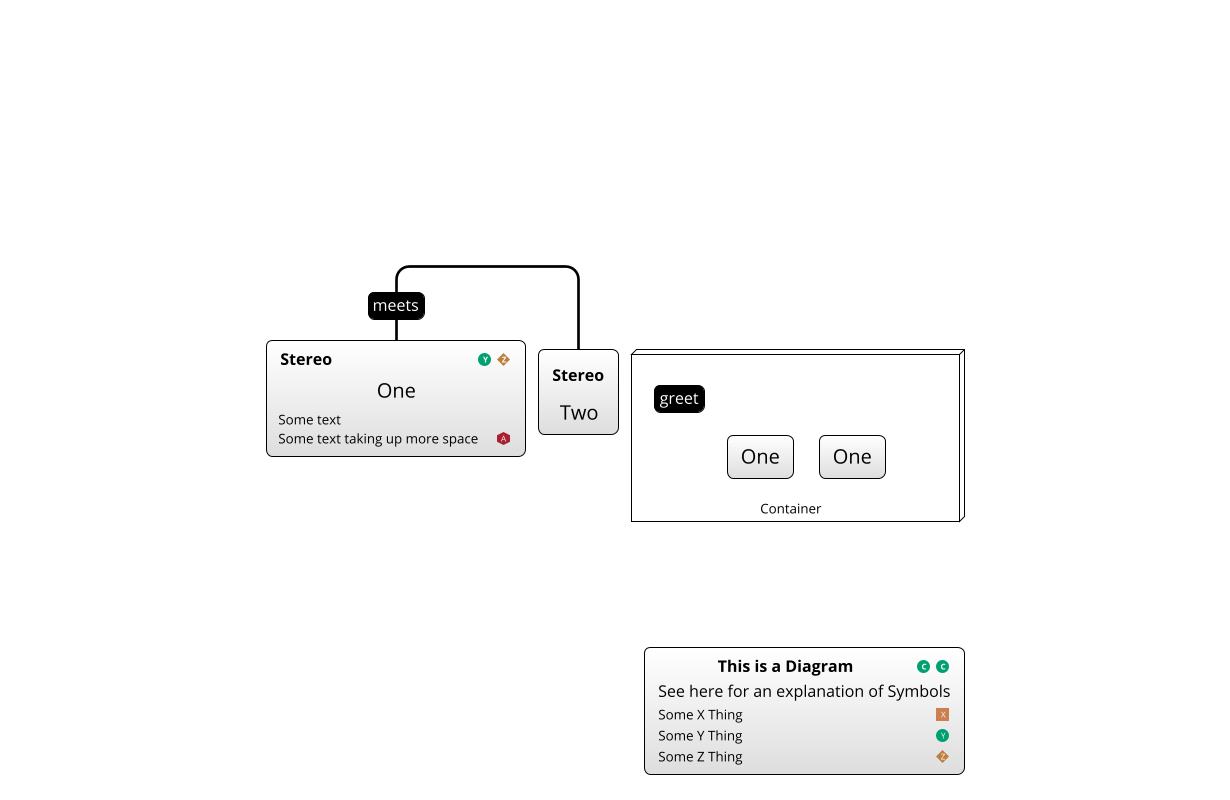 meets
Stereo Y Z
One
Some text
Some text taking up more space A
Stereo
Two
greet
One One
Container
This is a Diagram C C
See here for an explanation of Symbols
Some X Thing X
Some Y Thing Y
Some Z Thing Z